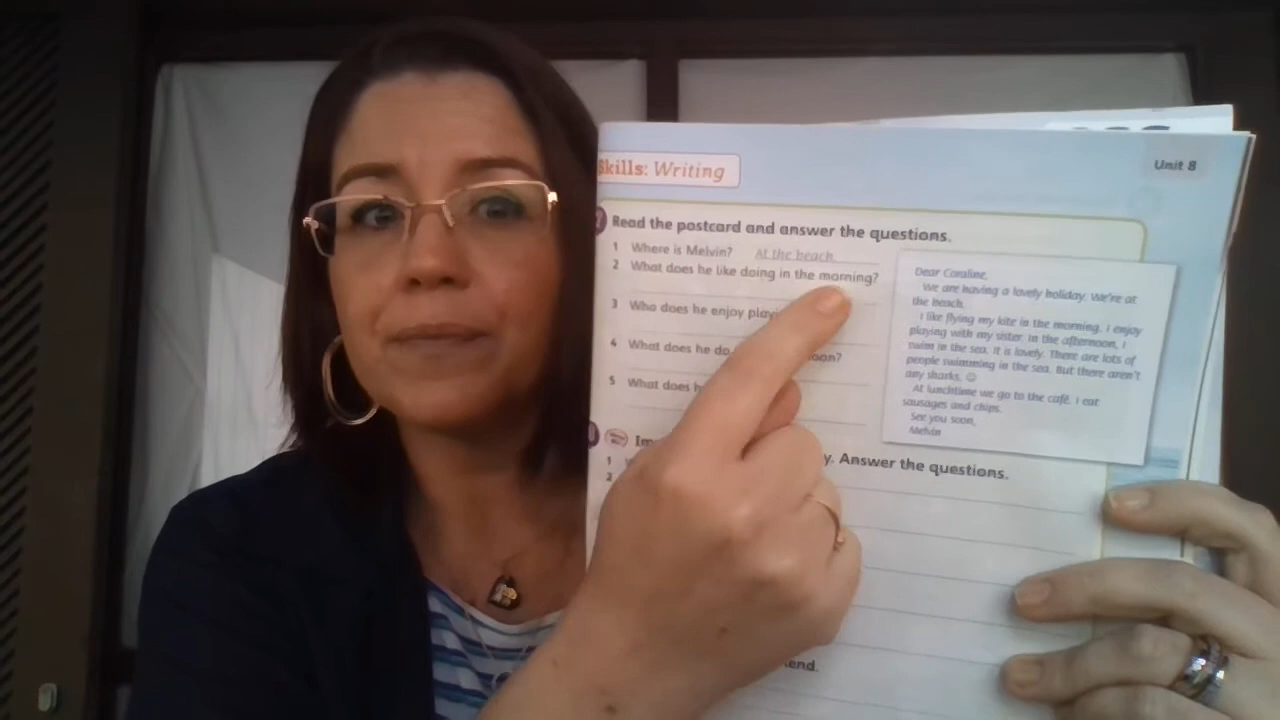 Skills: Writing
Unit 8
Read the postcard and answer the questions.
1 Where is Melvin? At the beach
2 What does he like doing in the morning?
3 Who does he enjoy
4 What does he do
5 What does
Dear Coraline,
We are having a lovely holiday. We're at
the beach.
I like flying my kite in the morning. I enjoy
playing with my sister. In the afternoon, I
swim in the sea. It is lovely. There are lots of
people swimming in the sea. But there aren't
any sharks. ☺
At lunchtime we go to the café. I eat
sausages and chips.
See you soon,
Melvin
Answer the questions.
1
2